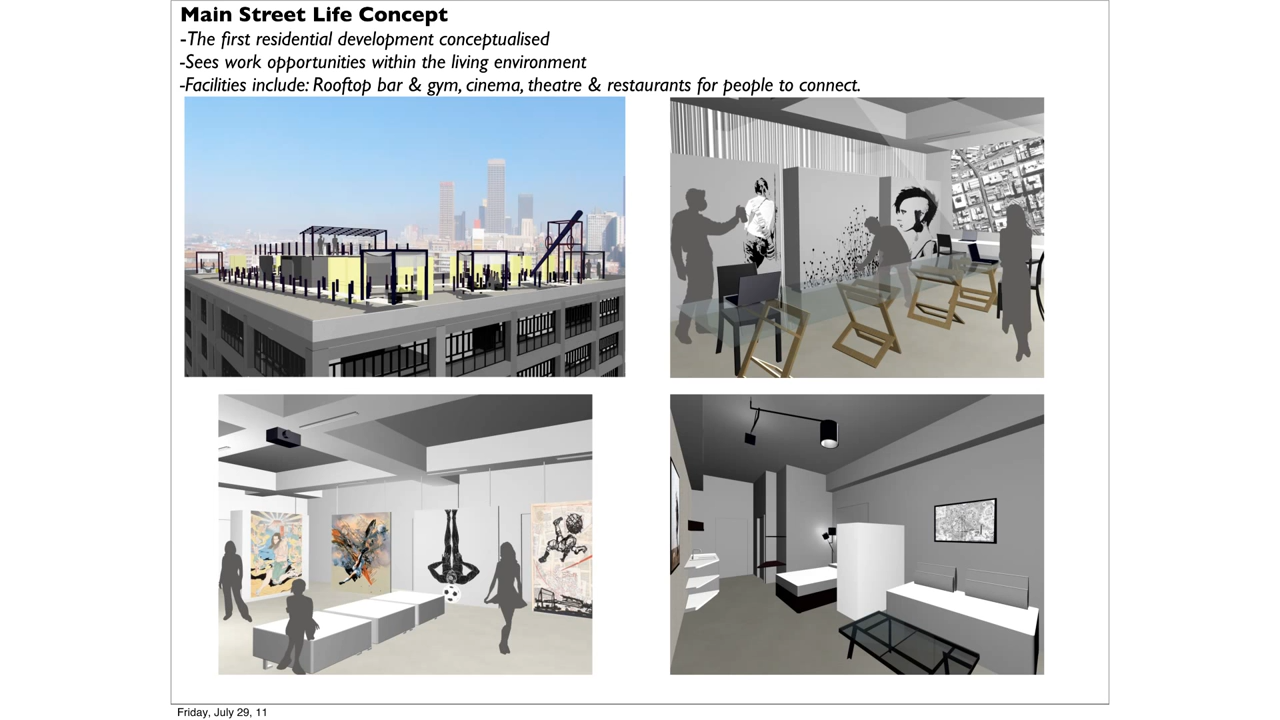 Main Street Life Concept
-The first residential development conceptualised
-Sees work opportunities within the living environment
-Facilities include: Rooftop bar & gym, cinema, theatre & restaurants for people to connect.
Friday, July 29, 11